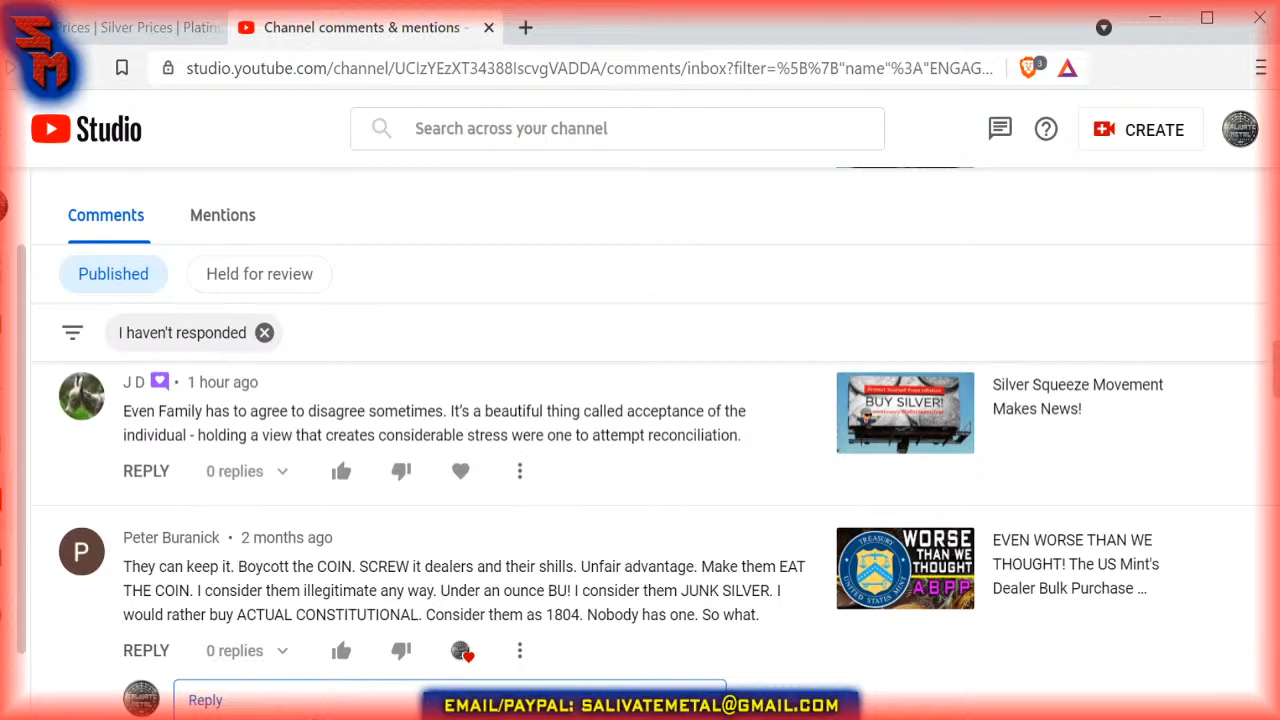 SM
rices | Silver Prices | Platin
Channel comments & mentions -
studio.youtube.com/channel/UCIzYEzXT34388IscvgVADDA/comments/inbox?filter=%5B%7B"name"%3A"ENGAG...
3
Studio
Search across your channel
CREATE
Comments
Mentions
Published
Held for review
I haven't responded
J D • 1 hour ago
Even Family has to agree to disagree sometimes. It's a beautiful thing called acceptance of the
individual - holding a view that creates considerable stress were one to attempt reconciliation.
REPLY
0 replies
BUY SILVER!
Silver Squeeze Movement
Makes News!
P
Peter Buranick • 2 months ago
They can keep it. Boycott the COIN. SCREW it dealers and their shills. Unfair advantage. Make them EAT
THE COIN. I consider them illegitimate any way. Under an ounce BU! I consider them JUNK SILVER. I
would rather buy ACTUAL CONSTITUTIONAL. Consider them as 1804. Nobody has one. So what.
REPLY
0 replies
WORSE
THAN WE
THOUGHT
ABPP
EVEN WORSE THAN WE
THOUGHT! The US Mint's
Dealer Bulk Purchase ...
Reply
EMAIL/PAYPAL: SALIVATEMETAL@GMAIL.COM